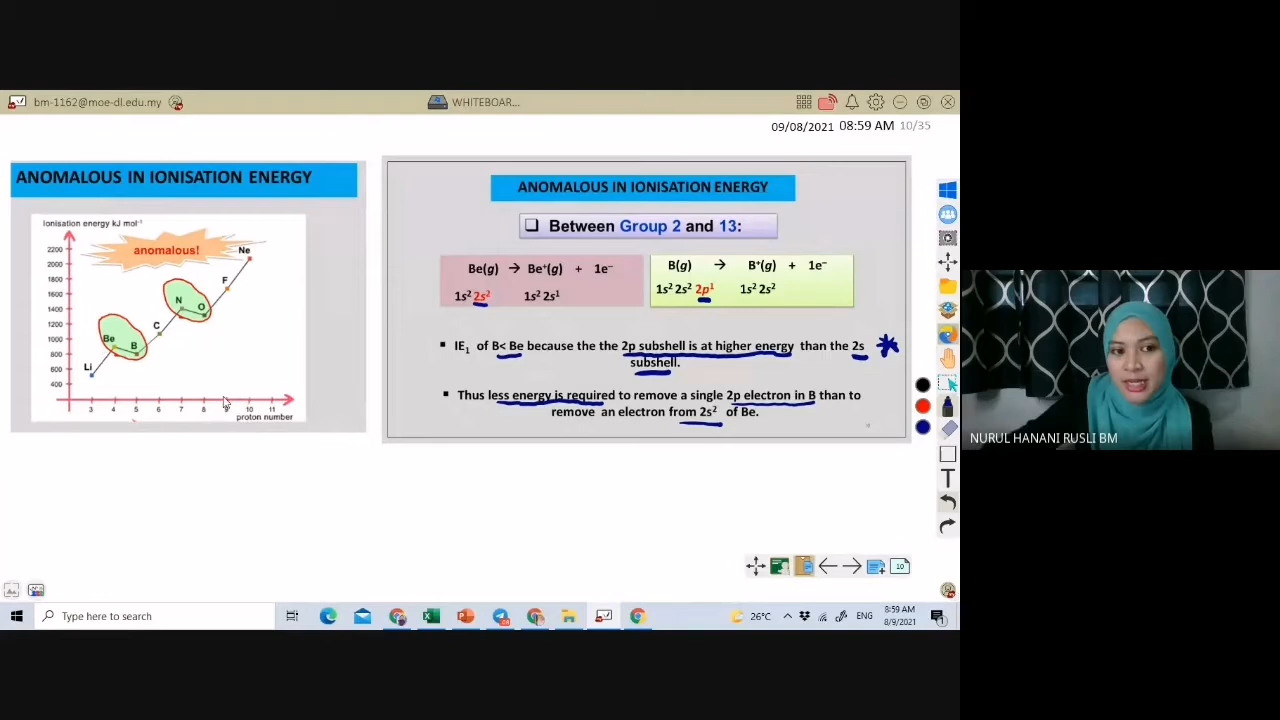 bm-1162@moe-dl.edu.my
WHITEBOAR...
09/08/2021 08:59 AM 10/35
ANOMALOUS IN IONISATION ENERGY
ionisation energy kJ mol⁻¹
anomalous!
2200
2000
1800
1600
1400
1200
1000
800
600
400
Li
Be
B
C
N
O
F
Ne
3 4 5 6 7 8 9 10 11
proton number
ANOMALOUS IN IONISATION ENERGY
Between Group 2 and 13:
Be(g) → Be⁺(g) + 1e⁻
1s² 2s² 1s² 2s¹
B(g) → B⁺(g) + 1e⁻
1s² 2s² 2p¹ 1s² 2s²
▪ IE₁ of B< Be because the the 2p subshell is at higher energy than the 2s
subshell.
▪ Thus less energy is required to remove a single 2p electron in B than to
remove an electron from 2s² of Be.
NURUL HANANI RUSLI BM
T
10
Type here to search
26°C
ENG
8:59 AM
8/9/2021
1